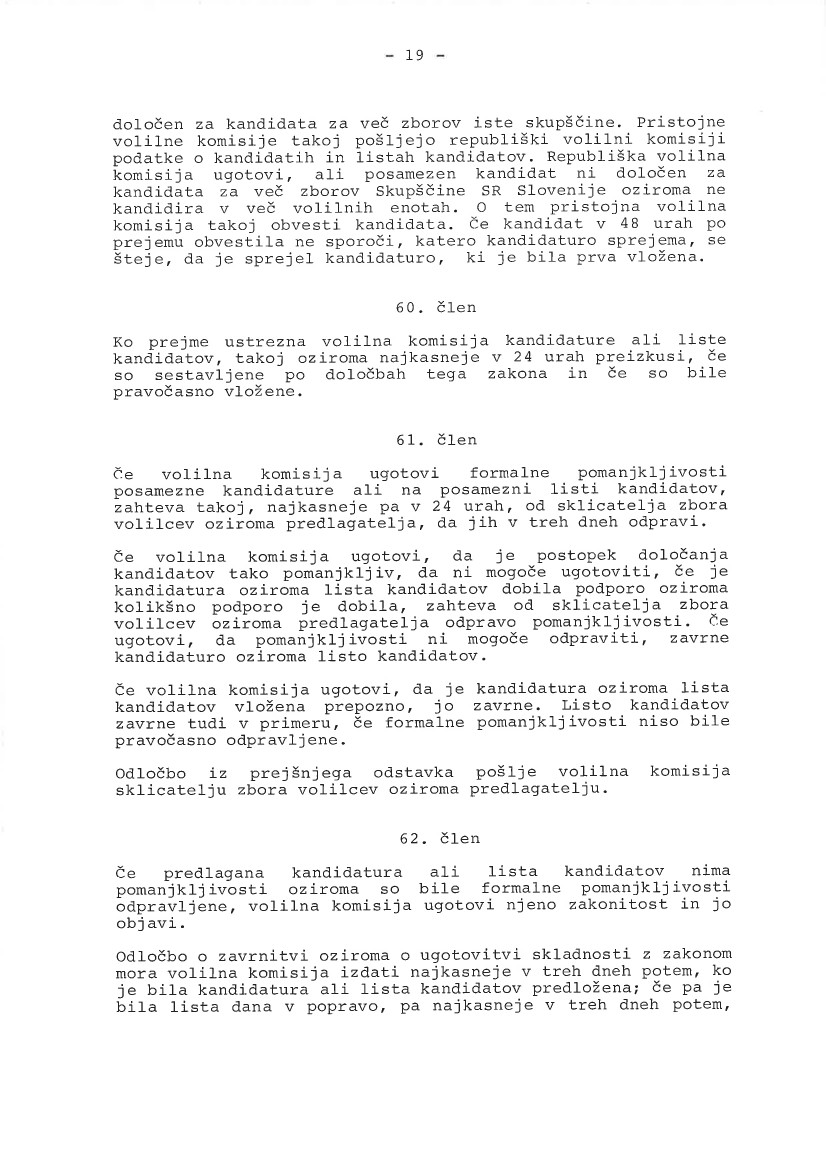 - 19 -
določen za kandidata za več zborov iste skupščine. Pristojne
volilne komisije takoj pošljejo republiški volilni komisiji
podatke o kandidatih in listah kandidatov. Republiška volilna
komisija ugotovi, ali posamezen kandidat ni določen za
kandidata za več zborov Skupščine SR Slovenije oziroma ne
kandidira v več volilnih enotah. O tem pristojna volilna
komisija takoj obvesti kandidata. Če kandidat v 48 urah po
prejemu obvestila ne sporoči, katero kandidaturo sprejema, se
šteje, da je sprejel kandidaturo, ki je bila prva vložena.
60. člen
Ko prejme ustrezna volilna komisija kandidature ali liste
kandidatov, takoj oziroma najkasneje v 24 urah preizkusi, če
so sestavljene po določbah tega zakona in če so bile
pravočasno vložene.
61. člen
Če volilna komisija ugotovi formalne pomanjkljivosti
posamezne kandidature ali na posamezni listi kandidatov,
zahteva takoj, najkasneje pa v 24 urah, od sklicatelja zbora
volilcev oziroma predlagatelja, da jih v treh dneh odpravi.
Če volilna komisija ugotovi, da je postopek določanja
kandidatov tako pomanjkljiv, da ni mogoče ugotoviti, če je
kandidatura oziroma lista kandidatov dobila podporo oziroma
kolikšno podporo je dobila, zahteva od sklicatelja zbora
volilcev oziroma predlagatelja odpravo pomanjkljivosti. Če
ugotovi, da pomanjkljivosti ni mogoče odpraviti, zavrne
kandidaturo oziroma listo kandidatov.
Če volilna komisija ugotovi, da je kandidatura oziroma lista
kandidatov vložena prepozno, jo zavrne. Listo kandidatov
zavrne tudi v primeru, če formalne pomanjkljivosti niso bile
pravočasno odpravljene.
Odločbo iz prejšnjega odstavka pošlje volilna komisija
sklicatelju zbora volilcev oziroma predlagatelju.
62. člen
Če predlagana kandidatura ali lista kandidatov nima
pomanjkljivosti oziroma so bile formalne pomanjkljivosti
odpravljene, volilna komisija ugotovi njeno zakonitost in jo
objavi.
Odločbo o zavrnitvi oziroma o ugotovitvi skladnosti z zakonom
mora volilna komisija izdati najkasneje v treh dneh potem, ko
je bila kandidatura ali lista kandidatov predložena; če pa je
bila lista dana v popravo, pa najkasneje v treh dneh potem,